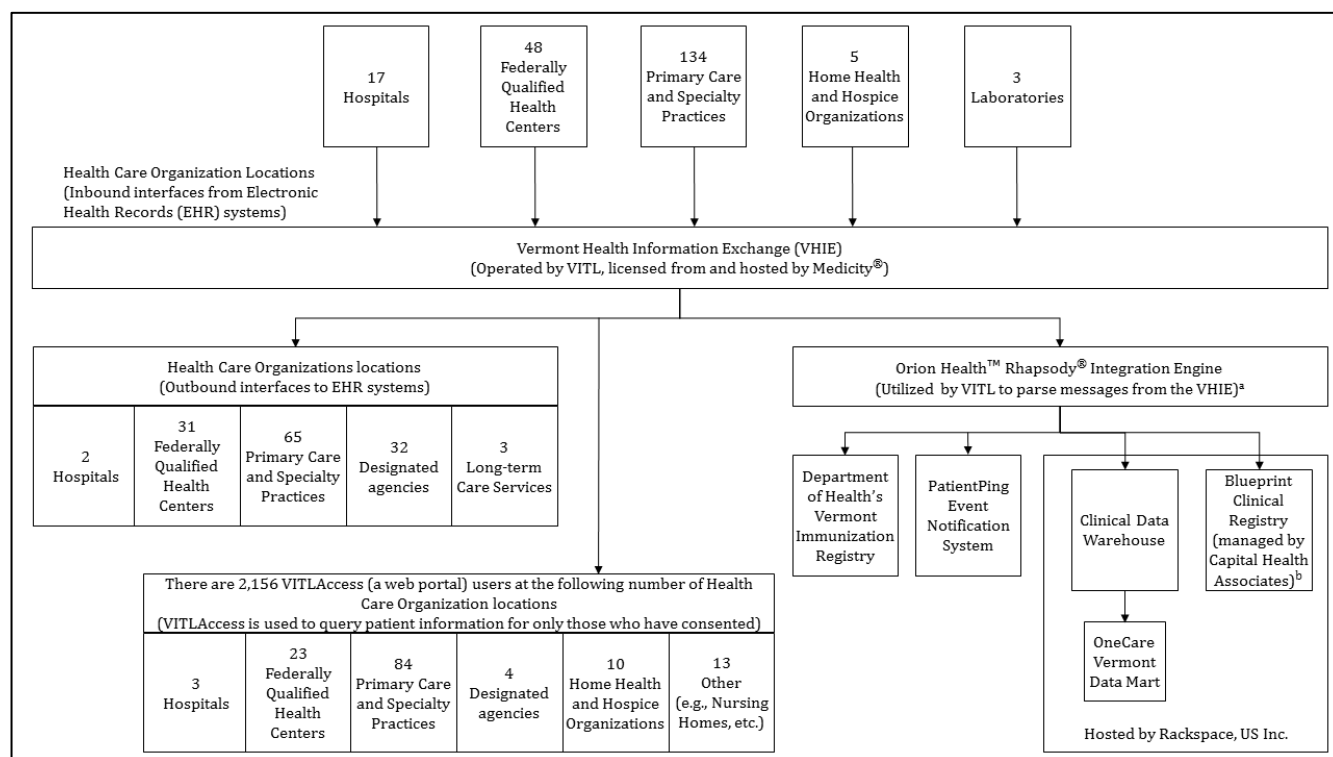 17
Hospitals
48
Federally
Qualified
Health
Centers
134
Primary Care
and Specialty
Practices
5
Home Health
and Hospice
Organizations
3
Laboratories
Health Care Organization Locations
(Inbound interfaces from Electronic
Health Records (EHR) systems)
Vermont Health Information Exchange (VHIE)
(Operated by VITL, licensed from and hosted by Medicity®)
Health Care Organizations locations
(Outbound interfaces to EHR systems)
2
Hospitals
31
Federally
Qualified
Health
Centers
65
Primary Care
and Specialty
Practices
32
Designated
agencies
3
Long-term
Care Services
Orion Health™ Rhapsody® Integration Engine
(Utilized by VITL to parse messages from the VHIE)ᵃ
Department
of Health's
Vermont
Immunization
Registry
PatientPing
Event
Notification
System
Clinical Data
Warehouse
Blueprint
Clinical
Registry
(managed by
Capital Health
Associates)ᵇ
OneCare
Vermont
Data Mart
Hosted by Rackspace, US Inc.
There are 2,156 VITLAccess (a web portal) users at the following number of Health
Care Organization locations
(VITLAccess is used to query patient information for only those who have consented)
3
Hospitals
23
Federally
Qualified
Health
Centers
84
Primary Care
and Specialty
Practices
4
Designated
agencies
10
Home Health
and Hospice
Organizations
13
Other
(e.g., Nursing
Homes, etc.)